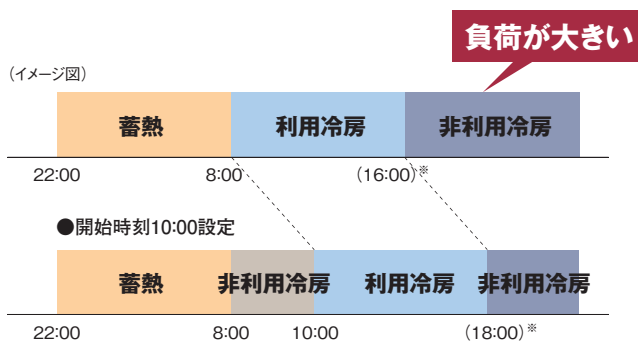 負荷が大きい
（イメージ図）
蓄熱 利用冷房 非利用冷房
22:00 8:00 (16:00)※
●開始時刻10:00設定
蓄熱 非利用冷房 利用冷房 非利用冷房
22:00 8:00 10:00 (18:00)※